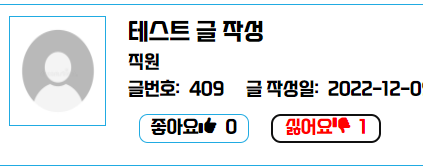 테스트 글 작성
직원
글번호: 409 글 작성일: 2022-12-09
좋아요 0 싫어요 1